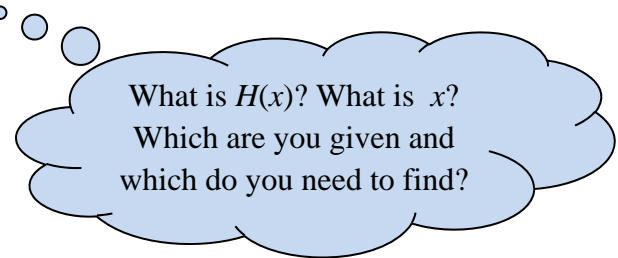 What is H(x)? What is x?
Which are you given and
which do you need to find?